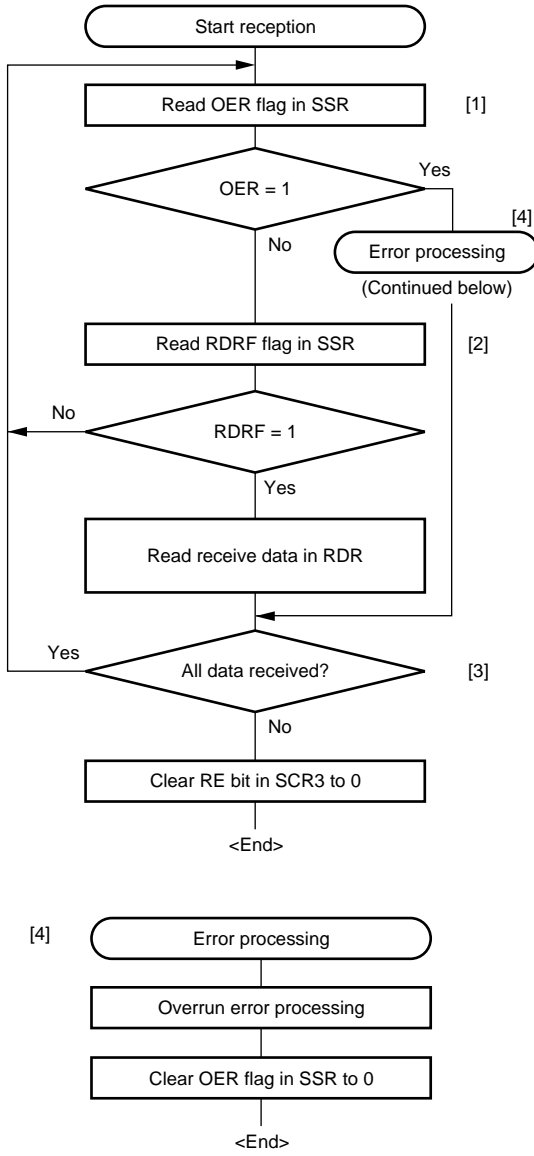 Start reception
Read OER flag in SSR
[1]
OER = 1
Yes
No
[4]
Error processing
(Continued below)
Read RDRF flag in SSR
[2]
No
RDRF = 1
Yes
Read receive data in RDR
Yes
All data received?
[3]
No
Clear RE bit in SCR3 to 0
<End>
[4]
Error processing
Overrun error processing
Clear OER flag in SSR to 0
<End>